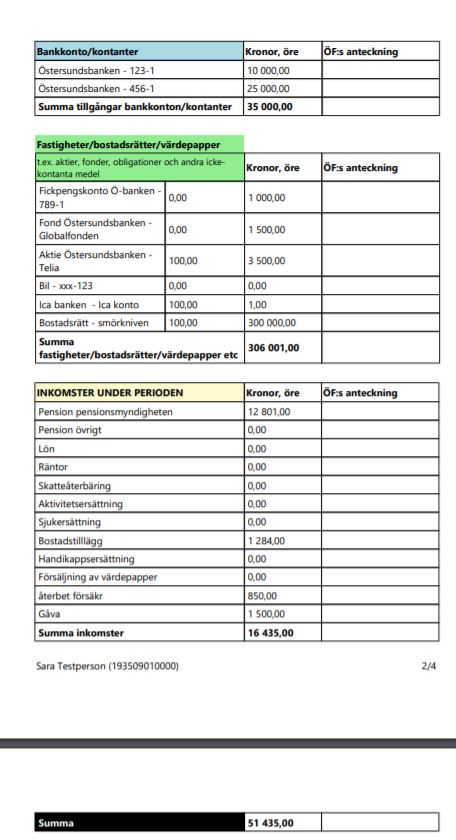 Bankkonto/kontanter Kronor, öre ÖF:s anteckning
Östersundsbanken - 123-1 10 000,00
Östersundsbanken - 456-1 25 000,00
Summa tillgångar bankkonton/kontanter 35 000,00
Fastigheter/bostadsrätter/värdepapper
t.ex. aktier, fonder, obligationer och andra icke-
kontanta medel Kronor, öre ÖF:s anteckning
Fickpengskonto Ö-banken -
789-1 0,00 1 000,00
Fond Östersundsbanken -
Globalfonden 0,00 1 500,00
Aktie Östersundsbanken -
Telia 100,00 3 500,00
Bil - xxx-123 0,00 0,00
Ica banken - Ica konto 100,00 1,00
Bostadsrätt - smörkniven 100,00 300 000,00
Summa
fastigheter/bostadsrätter/värdepapper etc 306 001,00
INKOMSTER UNDER PERIODEN Kronor, öre ÖF:s anteckning
Pension pensionsmyndigheten 12 801,00
Pension övrigt 0,00
Lön 0,00
Räntor 0,00
Skatteåterbäring 0,00
Aktivitetsersättning 0,00
Sjukersättning 0,00
Bostadstilllägg 1 284,00
Handikappsersättning 0,00
Försäljning av värdepapper 0,00
återbet försäkr 850,00
Gåva 1 500,00
Summa inkomster 16 435,00
Sara Testperson (193509010000) 2/4
Summa 51 435,00